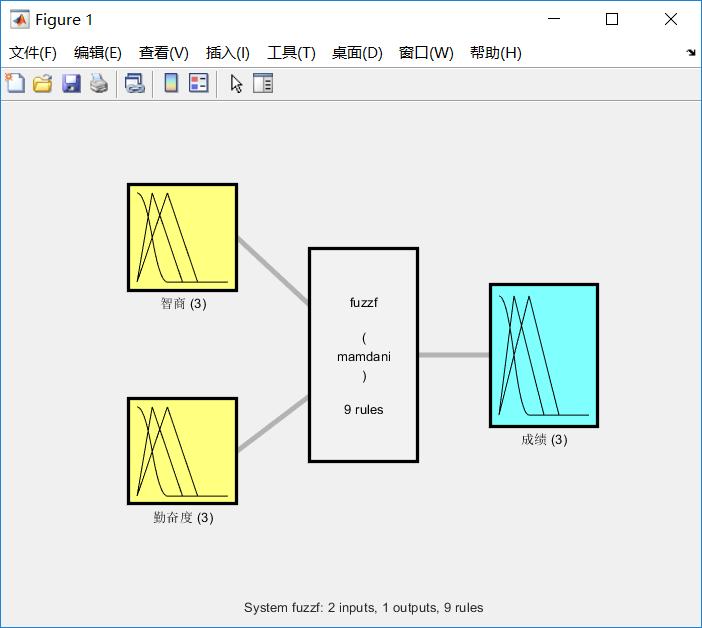 Figure 1
文件(F) 编辑(E) 查看(V) 插入(I) 工具(T) 桌面(D) 窗口(W) 帮助(H)
智商 (3)
fuzzf
(
mamdani
)
9 rules
成绩 (3)
勤奋度 (3)
System fuzzf: 2 inputs, 1 outputs, 9 rules